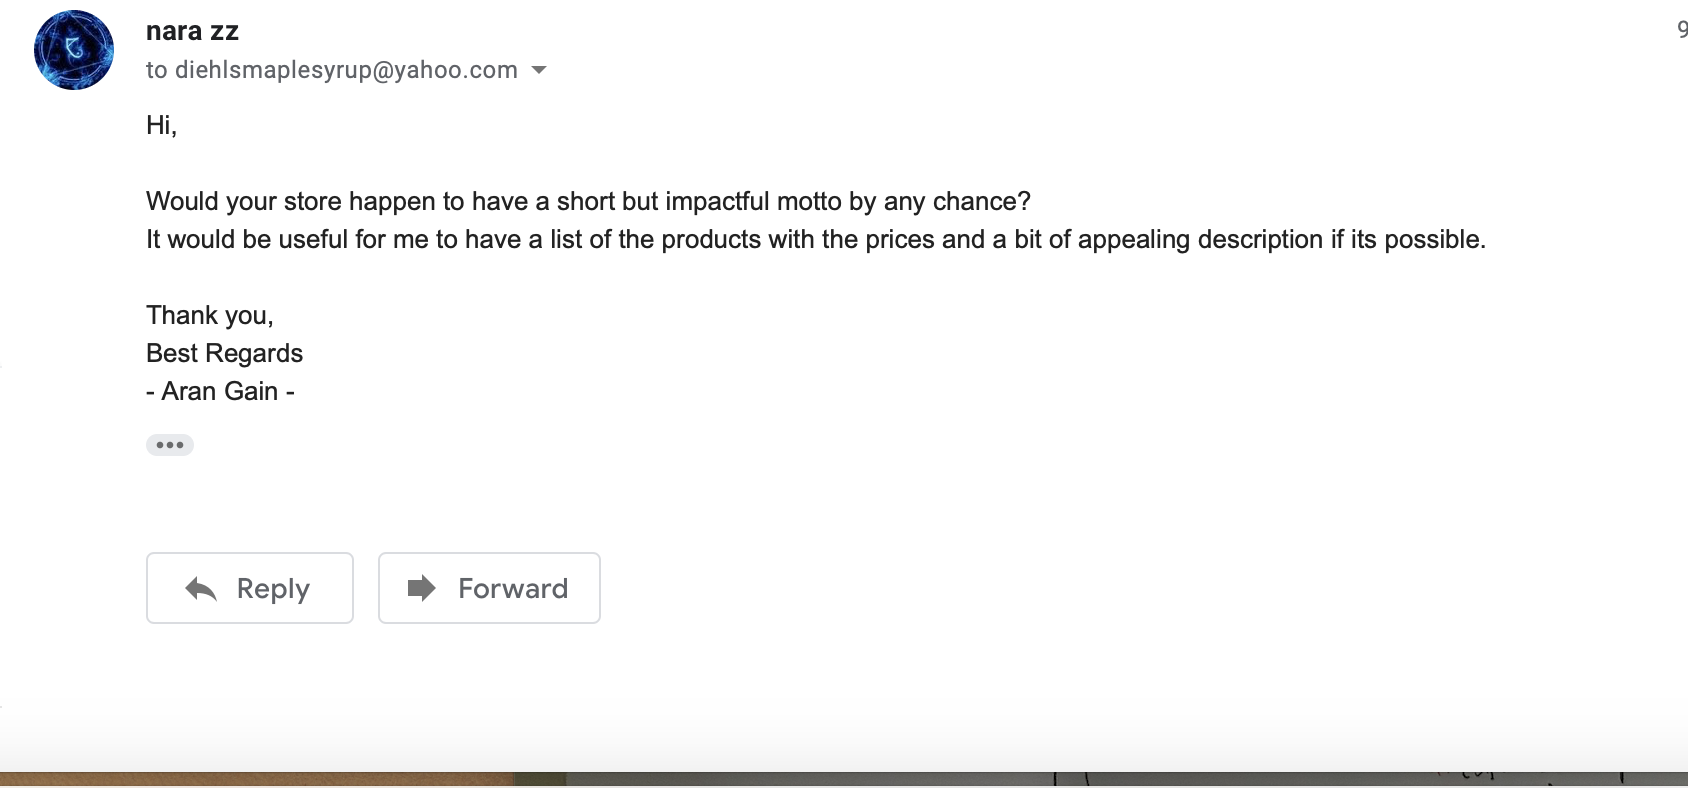 nara zz
9
to diehlsmaplesyrup@yahoo.com
Hi,
Would your store happen to have a short but impactful motto by any chance?
It would be useful for me to have a list of the products with the prices and a bit of appealing description if its possible.
Thank you,
Best Regards
- Aran Gain -
Reply
Forward